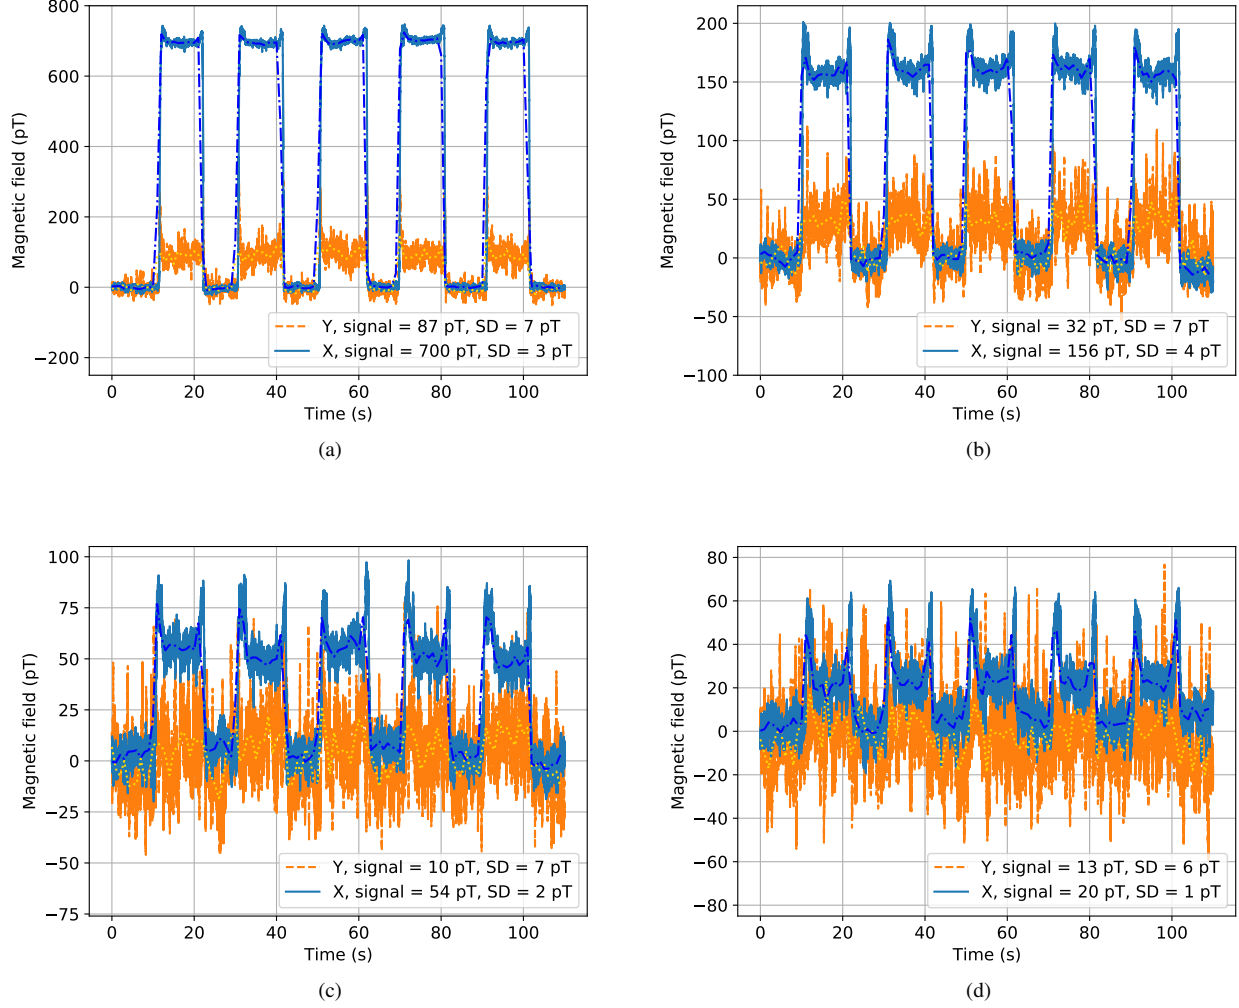 800
600
400
200
0
−200
Magnetic field (pT)
Y, signal = 87 pT, SD = 7 pT
X, signal = 700 pT, SD = 3 pT
0 20 40 60 80 100
Time (s)
(a)
200
150
100
50
0
−50
−100
Magnetic field (pT)
Y, signal = 32 pT, SD = 7 pT
X, signal = 156 pT, SD = 4 pT
0 20 40 60 80 100
Time (s)
(b)
100
75
50
25
0
−25
−50
−75
Magnetic field (pT)
Y, signal = 10 pT, SD = 7 pT
X, signal = 54 pT, SD = 2 pT
0 20 40 60 80 100
Time (s)
(c)
80
60
40
20
0
−20
−40
−60
−80
Magnetic field (pT)
Y, signal = 13 pT, SD = 6 pT
X, signal = 20 pT, SD = 1 pT
0 20 40 60 80 100
Time (s)
(d)